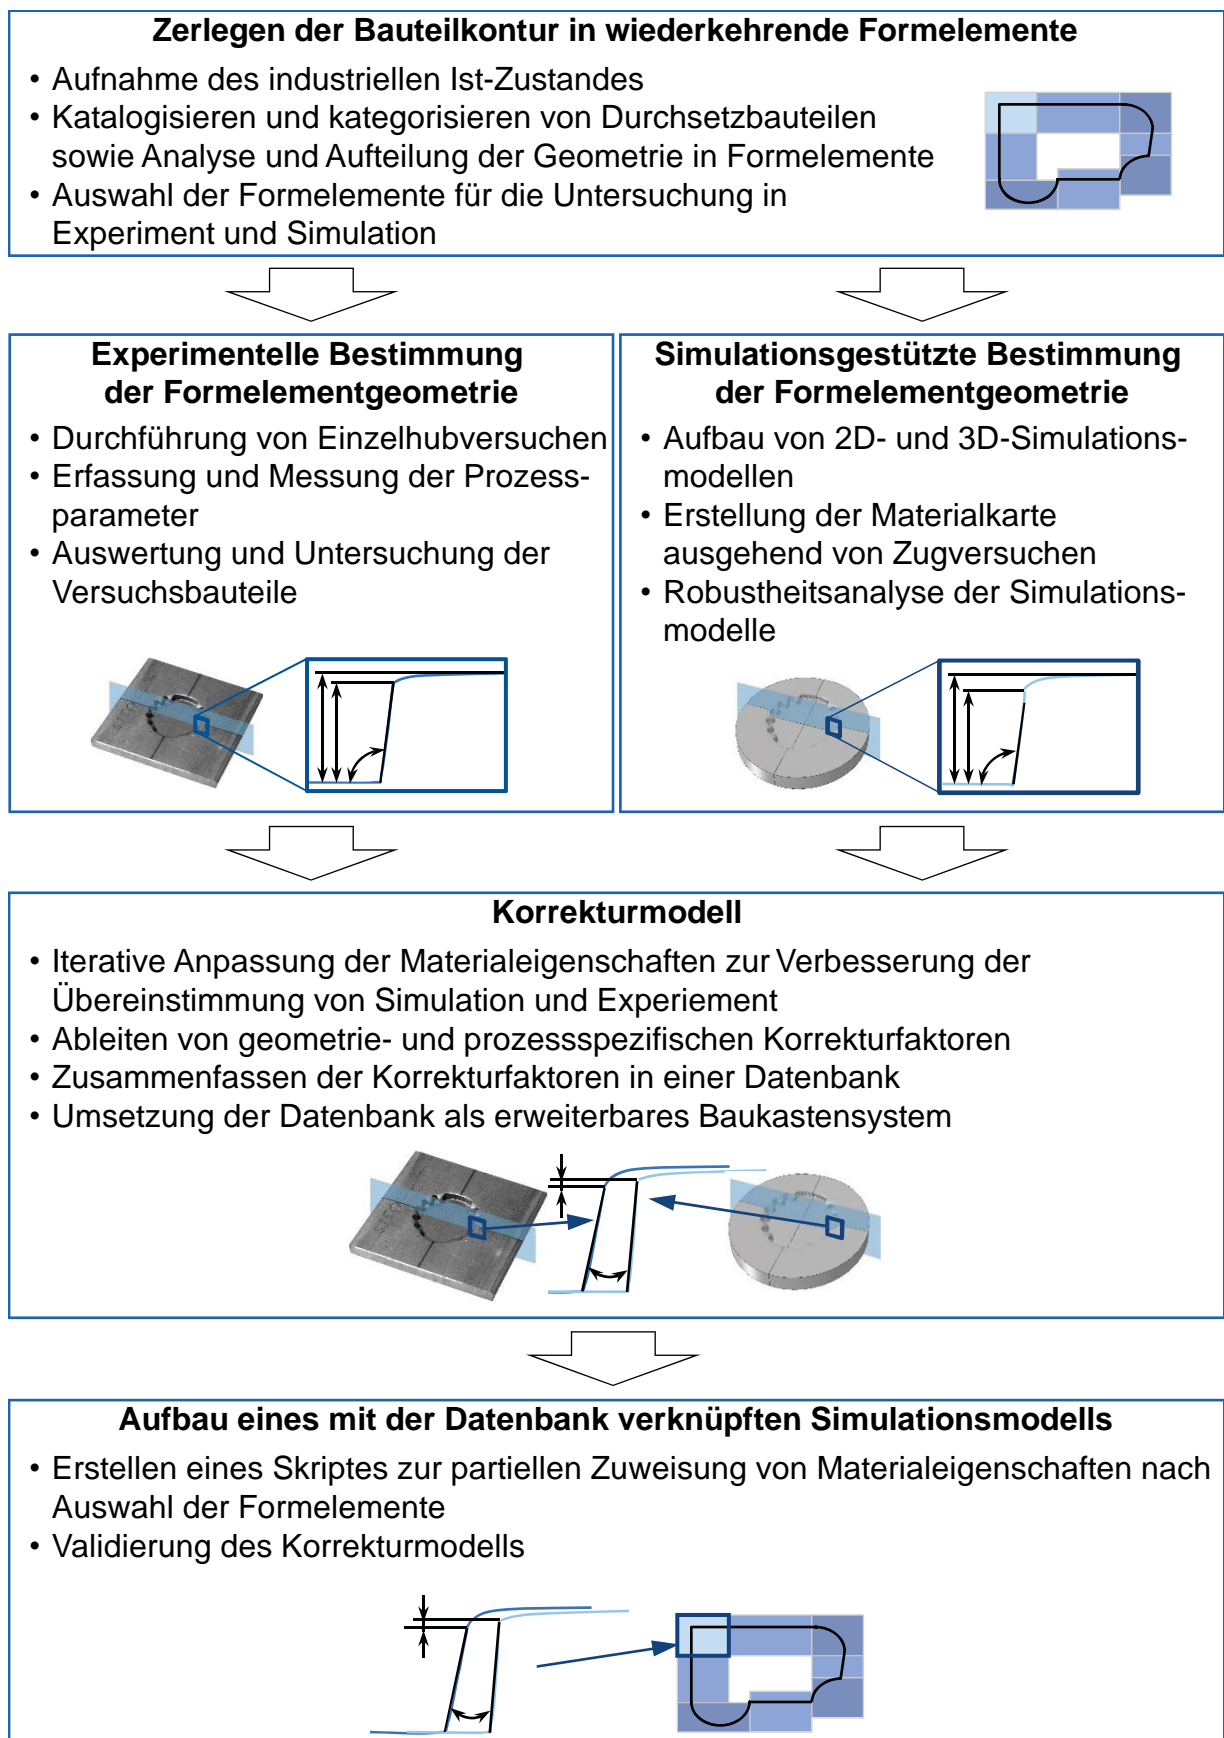 Zerlegen der Bauteilkontur in wiederkehrende Formelemente
• Aufnahme des industriellen Ist-Zustandes
• Katalogisieren und kategorisieren von Durchsetzbauteilen
sowie Analyse und Aufteilung der Geometrie in Formelemente
• Auswahl der Formelemente für die Untersuchung in
Experiment und Simulation
Experimentelle Bestimmung
der Formelementgeometrie
• Durchführung von Einzelhubversuchen
• Erfassung und Messung der Prozess-
parameter
• Auswertung und Untersuchung der
Versuchsbauteile
Simulationsgestützte Bestimmung
der Formelementgeometrie
• Aufbau von 2D- und 3D-Simulations-
modellen
• Erstellung der Materialkarte
ausgehend von Zugversuchen
• Robustheitsanalyse der Simulations-
modelle
Korrekturmodell
• Iterative Anpassung der Materialeigenschaften zur Verbesserung der
Übereinstimmung von Simulation und Experiement
• Ableiten von geometrie- und prozessspezifischen Korrekturfaktoren
• Zusammenfassen der Korrekturfaktoren in einer Datenbank
• Umsetzung der Datenbank als erweiterbares Baukastensystem
Aufbau eines mit der Datenbank verknüpften Simulationsmodells
• Erstellen eines Skriptes zur partiellen Zuweisung von Materialeigenschaften nach
Auswahl der Formelemente
• Validierung des Korrekturmodells